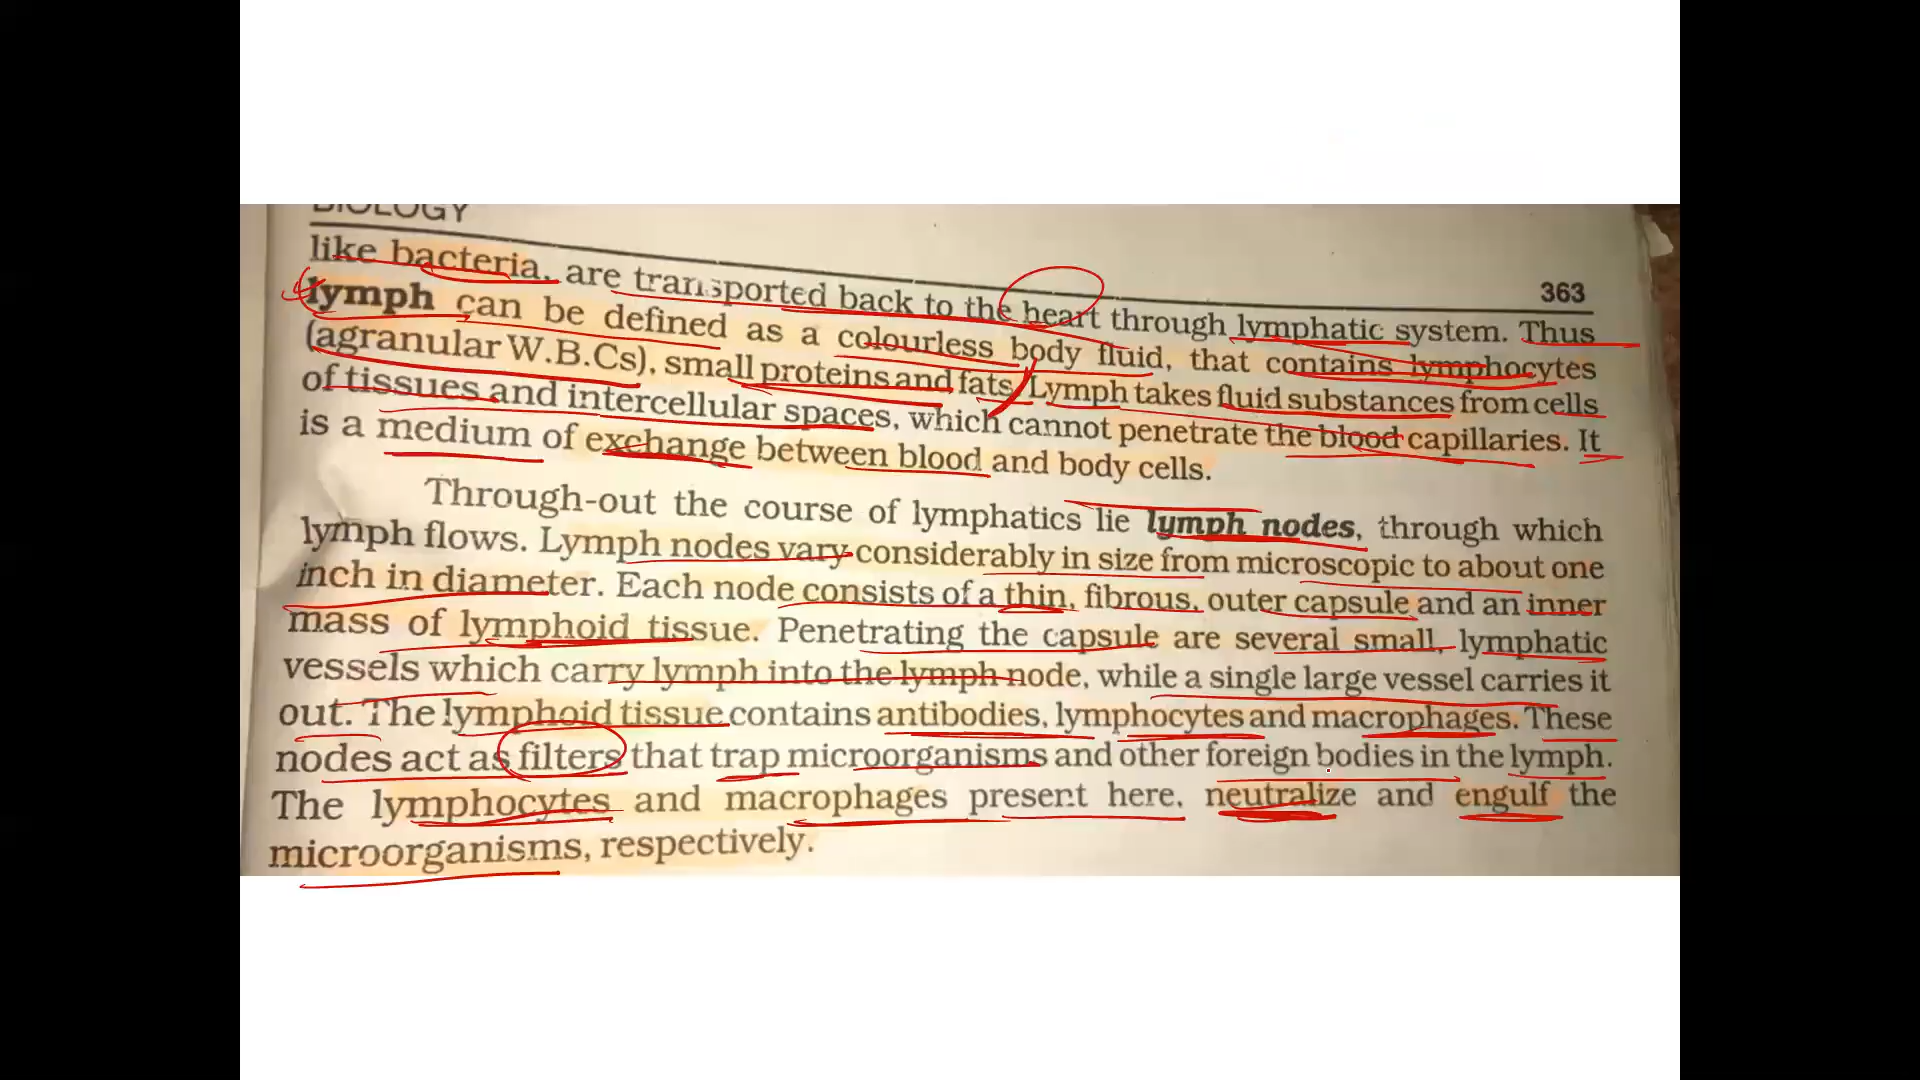 BIOLOGY
363
like bacteria, are transported back to the heart through lymphatic system. Thus
lymph can be defined as a colourless body fluid, that contains lymphocytes
(agranular W.B.Cs), small proteins and fats. Lymph takes fluid substances from cells
of tissues and intercellular spaces, which cannot penetrate the blood capillaries. It
is a medium of exchange between blood and body cells.
Through-out the course of lymphatics lie lymph nodes, through which
lymph flows. Lymph nodes vary considerably in size from microscopic to about one
inch in diameter. Each node consists of a thin, fibrous, outer capsule and an inner
mass of lymphoid tissue. Penetrating the capsule are several small, lymphatic
vessels which carry lymph into the lymph node, while a single large vessel carries it
out. The lymphoid tissue contains antibodies, lymphocytes and macrophages. These
nodes act as filters that trap microorganisms and other foreign bodies in the lymph.
The lymphocytes and macrophages present here, neutralize and engulf the
microorganisms, respectively.